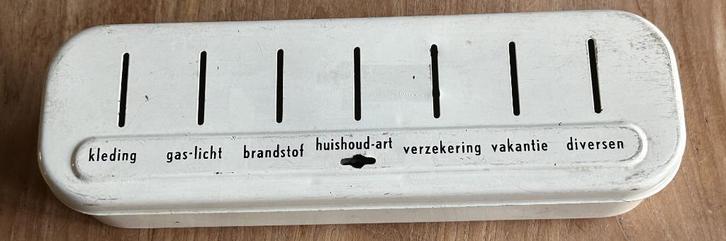 kleding gas-licht brandstof huishoud-art verzekering vakantie diversen